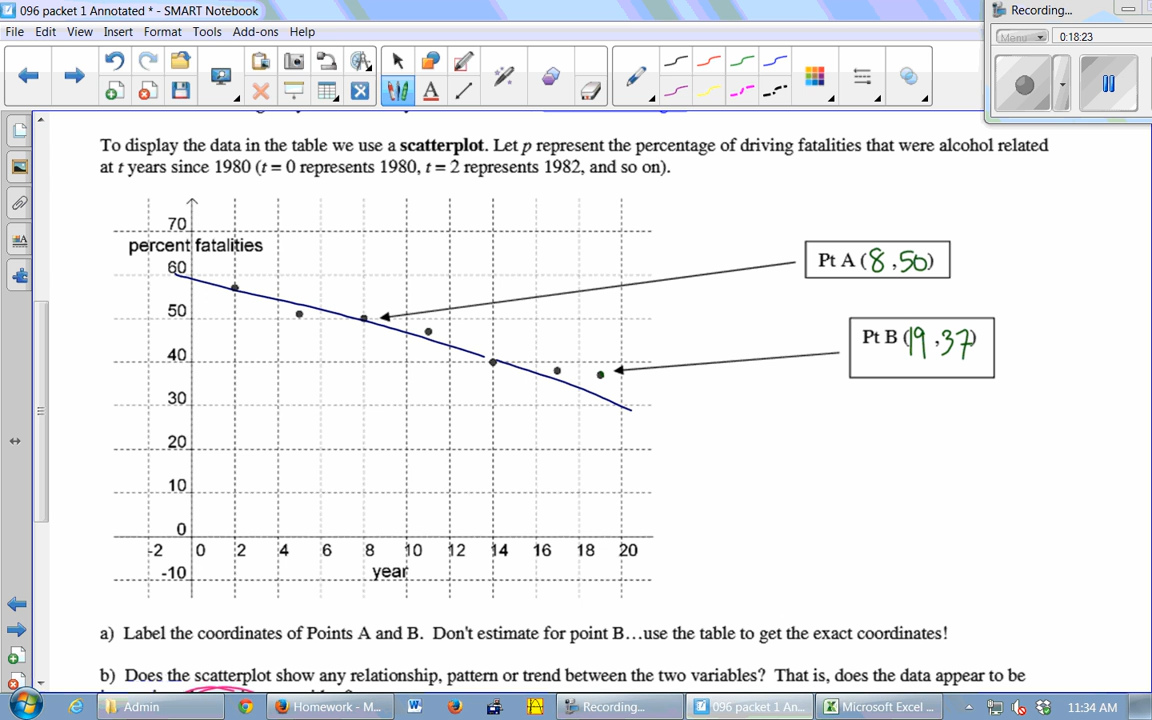 096 packet 1 Annotated * - SMART Notebook
File Edit View Insert Format Tools Add-ons Help
Recording...
Menu
0:18:23
To display the data in the table we use a scatterplot. Let p represent the percentage of driving fatalities that were alcohol related
at t years since 1980 (t = 0 represents 1980, t = 2 represents 1982, and so on).
70
percent fatalities
60
50
40
30
20
10
0
-2 0 2 4 6 8 10 12 14 16 18 20
-10
year
Pt A (8,50)
Pt B (19,37)
a) Label the coordinates of Points A and B. Don't estimate for point B…use the table to get the exact coordinates!
b) Does the scatterplot show any relationship, pattern or trend between the two variables? That is, does the data appear to be
Admin
Homework - M...
Recording...
096 packet 1 An...
Microsoft Excel ...
11:34 AM